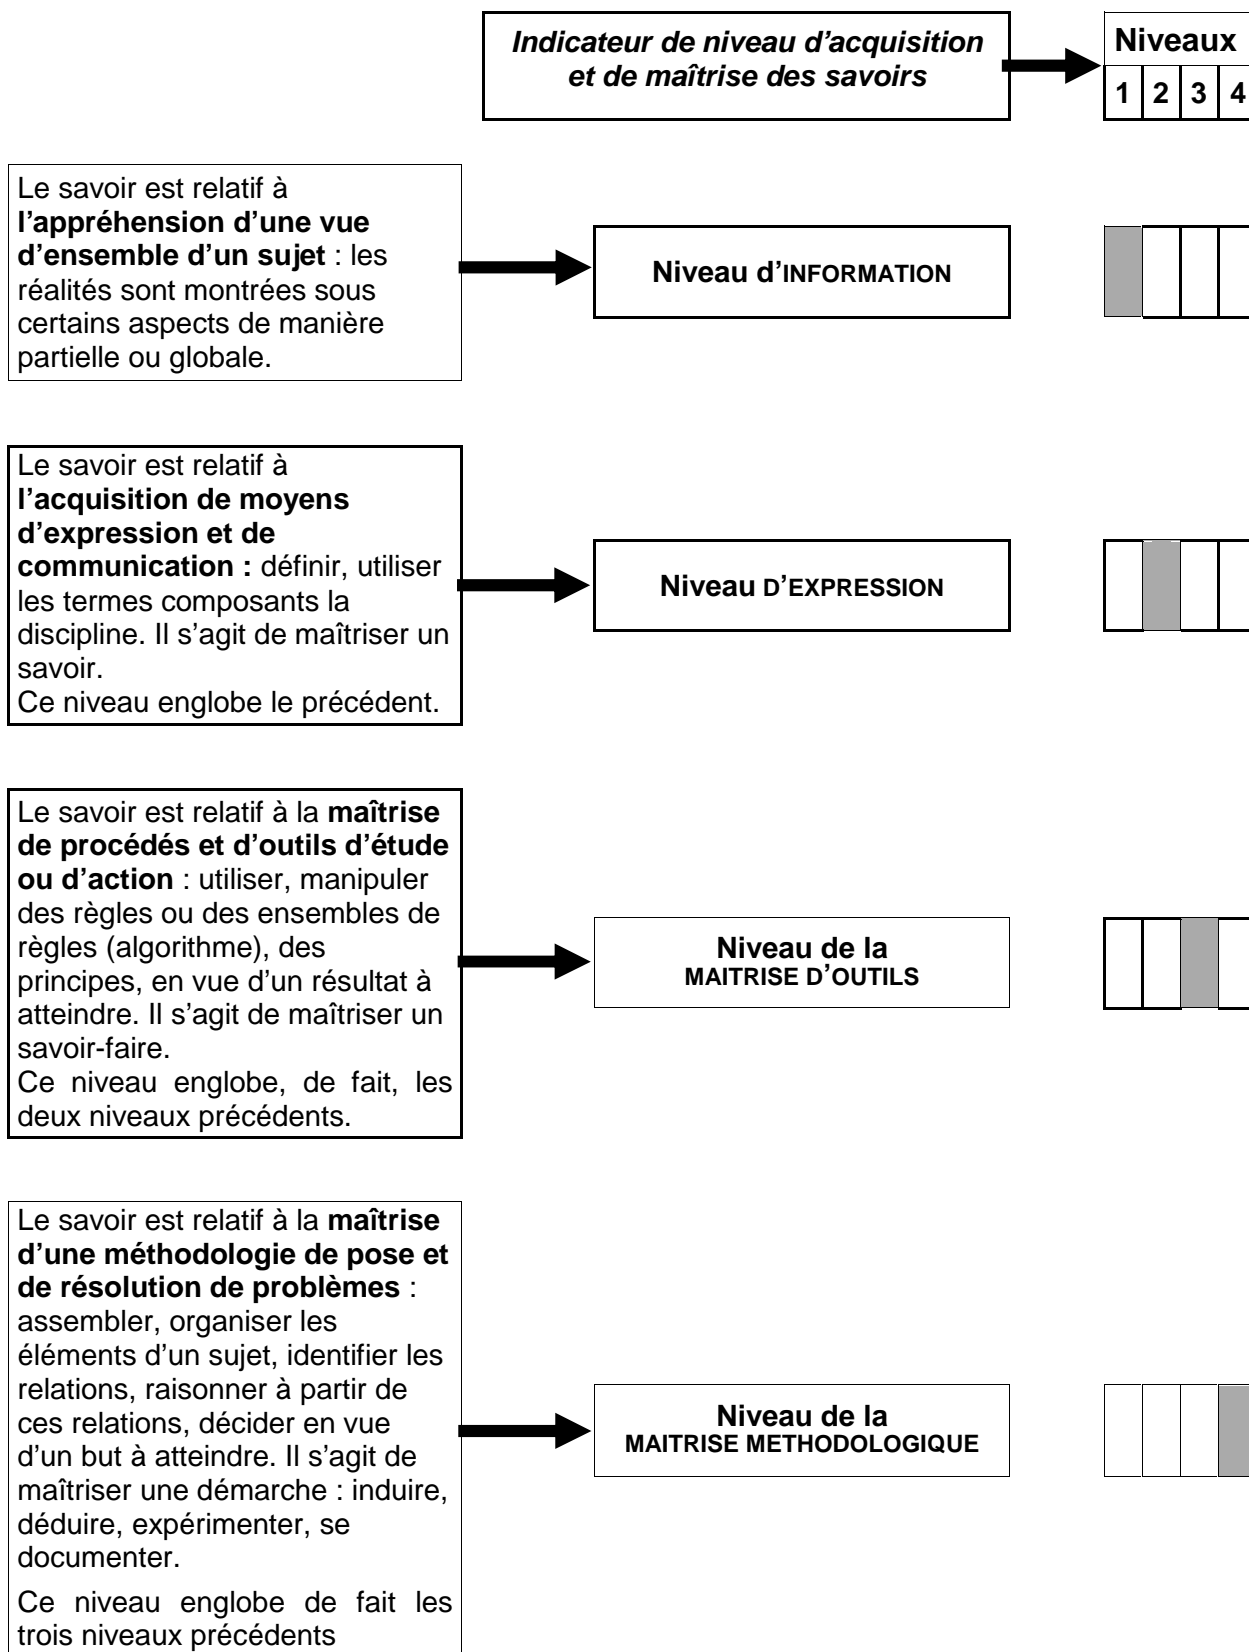 Indicateur de niveau d’acquisition
et de maîtrise des savoirs
Niveaux
1 2 3 4
Le savoir est relatif à
l’appréhension d’une vue
d’ensemble d’un sujet : les
réalités sont montrées sous
certains aspects de manière
partielle ou globale.
Niveau d’INFORMATION
Le savoir est relatif à
l’acquisition de moyens
d’expression et de
communication : définir, utiliser
les termes composants la
discipline. Il s’agit de maîtriser un
savoir.
Ce niveau englobe le précédent.
Niveau D’EXPRESSION
Le savoir est relatif à la maîtrise
de procédés et d’outils d’étude
ou d’action : utiliser, manipuler
des règles ou des ensembles de
règles (algorithme), des
principes, en vue d’un résultat à
atteindre. Il s’agit de maîtriser un
savoir-faire.
Ce niveau englobe, de fait, les
deux niveaux précédents.
Niveau de la
MAITRISE D’OUTILS
Le savoir est relatif à la maîtrise
d’une méthodologie de pose et
de résolution de problèmes :
assembler, organiser les
éléments d’un sujet, identifier les
relations, raisonner à partir de
ces relations, décider en vue
d’un but à atteindre. Il s’agit de
maîtriser une démarche : induire,
déduire, expérimenter, se
documenter.
Ce niveau englobe de fait les
trois niveaux précédents
Niveau de la
MAITRISE METHODOLOGIQUE